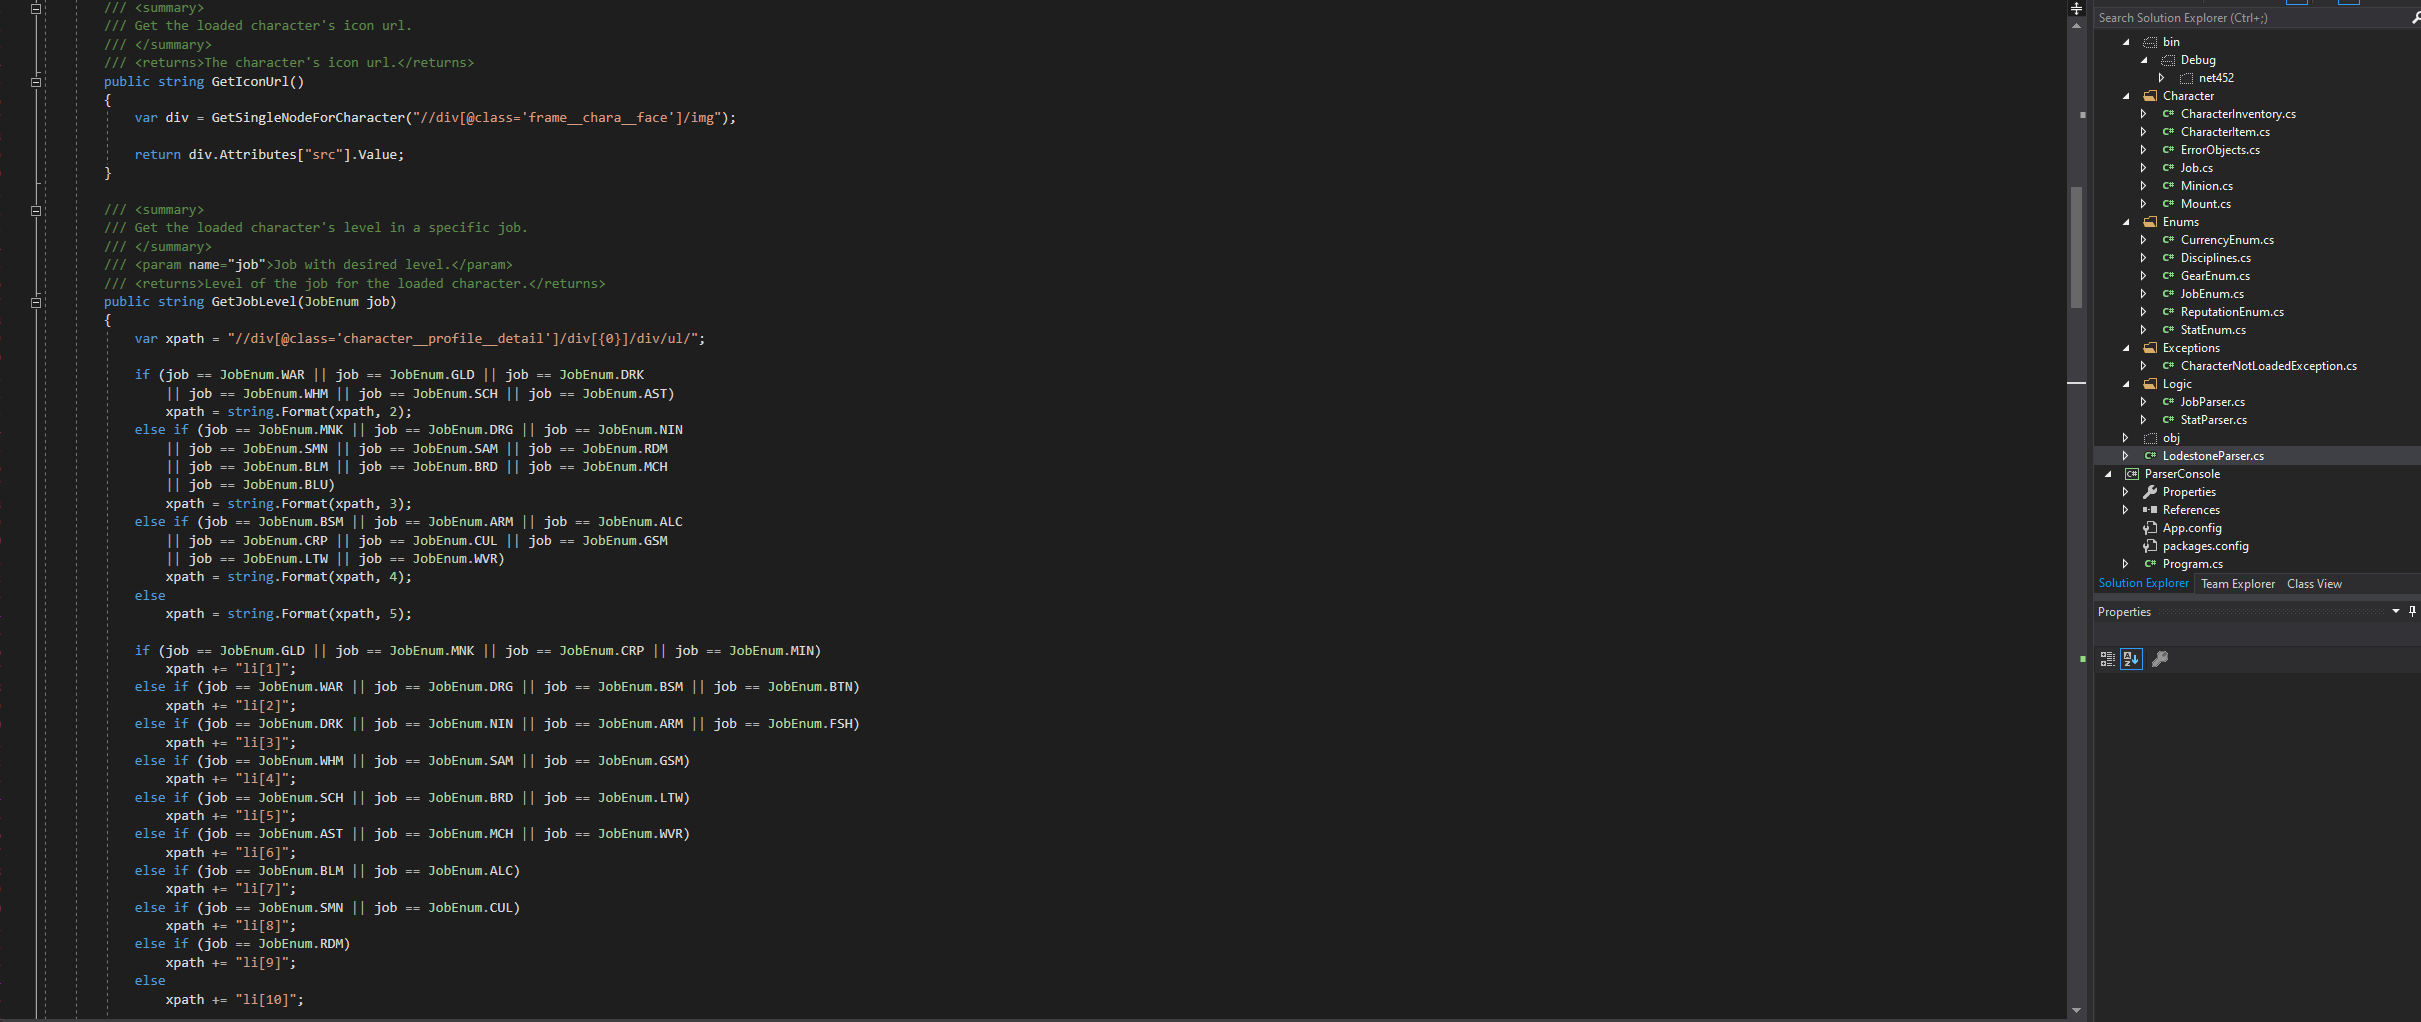 /// <summary>
/// Get the loaded character's icon url.
/// </summary>
/// <returns>The character's icon url.</returns>
public string GetIconUrl()
{
var div = GetSingleNodeForCharacter("//div[@class='frame__chara__face']/img");
return div.Attributes["src"].Value;
}
/// <summary>
/// Get the loaded character's level in a specific job.
/// </summary>
/// <param name="job">Job with desired level.</param>
/// <returns>Level of the job for the loaded character.</returns>
public string GetJobLevel(JobEnum job)
{
var xpath = "//div[@class='character__profile__detail']/div[{0}]/div/ul/";
if (job == JobEnum.WAR || job == JobEnum.GLD || job == JobEnum.DRK
|| job == JobEnum.WHM || job == JobEnum.SCH || job == JobEnum.AST)
xpath = string.Format(xpath, 2);
else if (job == JobEnum.MNK || job == JobEnum.DRG || job == JobEnum.NIN
|| job == JobEnum.SMN || job == JobEnum.SAM || job == JobEnum.RDM
|| job == JobEnum.BLM || job == JobEnum.BRD || job == JobEnum.MCH
|| job == JobEnum.BLU)
xpath = string.Format(xpath, 3);
else if (job == JobEnum.BSM || job == JobEnum.ARM || job == JobEnum.ALC
|| job == JobEnum.CRP || job == JobEnum.CUL || job == JobEnum.GSM
|| job == JobEnum.LTW || job == JobEnum.WVR)
xpath = string.Format(xpath, 4);
else
xpath = string.Format(xpath, 5);
if (job == JobEnum.GLD || job == JobEnum.MNK || job == JobEnum.CRP || job == JobEnum.MIN)
xpath += "li[1]";
else if (job == JobEnum.WAR || job == JobEnum.DRG || job == JobEnum.BSM || job == JobEnum.BTN)
xpath += "li[2]";
else if (job == JobEnum.DRK || job == JobEnum.NIN || job == JobEnum.ARM || job == JobEnum.FSH)
xpath += "li[3]";
else if (job == JobEnum.WHM || job == JobEnum.SAM || job == JobEnum.GSM)
xpath += "li[4]";
else if (job == JobEnum.SCH || job == JobEnum.BRD || job == JobEnum.LTW)
xpath += "li[5]";
else if (job == JobEnum.AST || job == JobEnum.MCH || job == JobEnum.WVR)
xpath += "li[6]";
else if (job == JobEnum.BLM || job == JobEnum.ALC)
xpath += "li[7]";
else if (job == JobEnum.SMN || job == JobEnum.CUL)
xpath += "li[8]";
else if (job == JobEnum.RDM)
xpath += "li[9]";
else
xpath += "li[10]";
Search Solution Explorer (Ctrl+;)
bin
Debug
net452
Character
C# CharacterInventory.cs
C# CharacterItem.cs
C# ErrorObjects.cs
C# Job.cs
C# Minion.cs
C# Mount.cs
Enums
C# CurrencyEnum.cs
C# Disciplines.cs
C# GearEnum.cs
C# JobEnum.cs
C# ReputationEnum.cs
C# StatEnum.cs
Exceptions
C# CharacterNotLoadedException.cs
Logic
C# JobParser.cs
C# StatParser.cs
obj
C# LodestoneParser.cs
C# ParserConsole
Properties
References
App.config
packages.config
C# Program.cs
Solution Explorer Team Explorer Class View
Properties